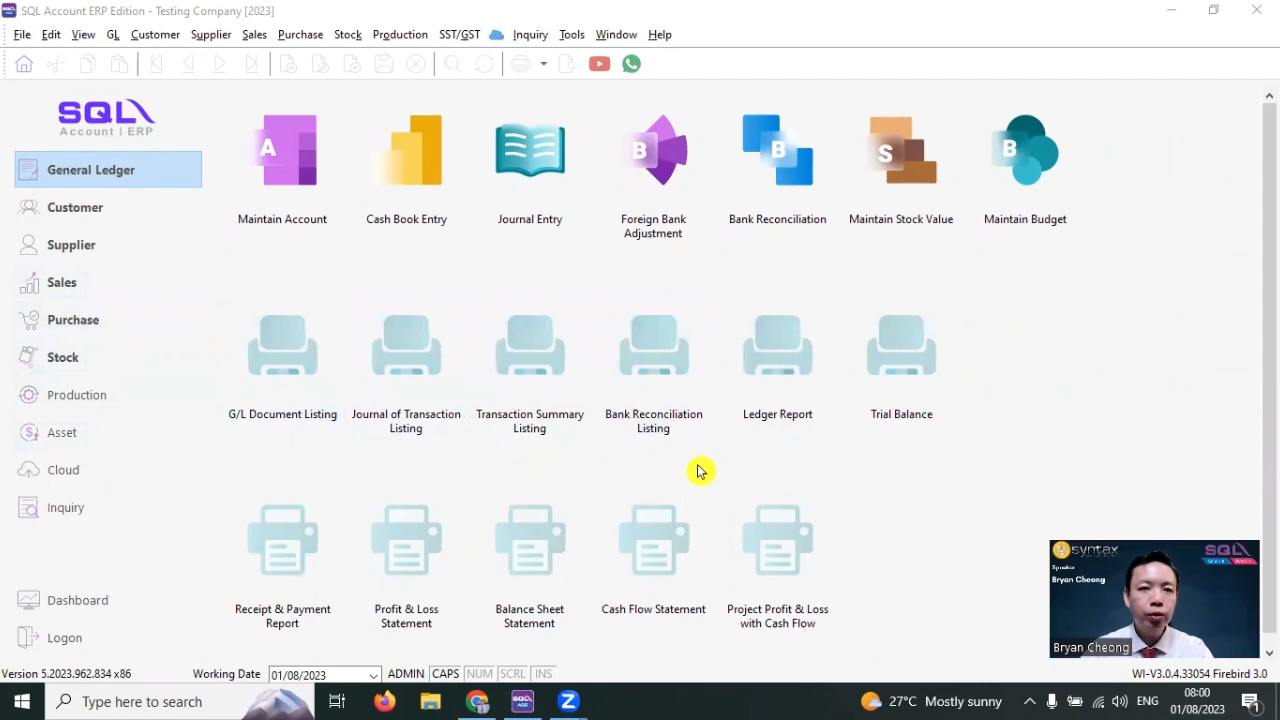 SQL Account ERP Edition - Testing Company [2023]
File Edit View GL Customer Supplier Sales Purchase Stock Production SST/GST Inquiry Tools Window Help
SQL
Account | ERP
General Ledger
Customer
Supplier
Sales
Purchase
Stock
Production
Asset
Cloud
Inquiry
Dashboard
Logon
A
B
B
S
B
Maintain Account
Cash Book Entry
Journal Entry
Foreign Bank
Adjustment
Bank Reconciliation
Maintain Stock Value
Maintain Budget
G/L Document Listing
Journal of Transaction
Listing
Transaction Summary
Listing
Bank Reconciliation
Listing
Ledger Report
Trial Balance
Receipt & Payment
Report
Profit & Loss
Statement
Balance Sheet
Statement
Cash Flow Statement
Project Profit & Loss
with Cash Flow
syntax
SQL
Speaker
Bryan Cheong
Bryan Cheong
Version 5.2023.962.834 x86
Working Date
01/08/2023
ADMIN
CAPS
NUM
SCRL
INS
WI-V3.0.4.33054 Firebird 3.0
Type here to search
27°C Mostly sunny
ENG
08:00
01/08/2023
1